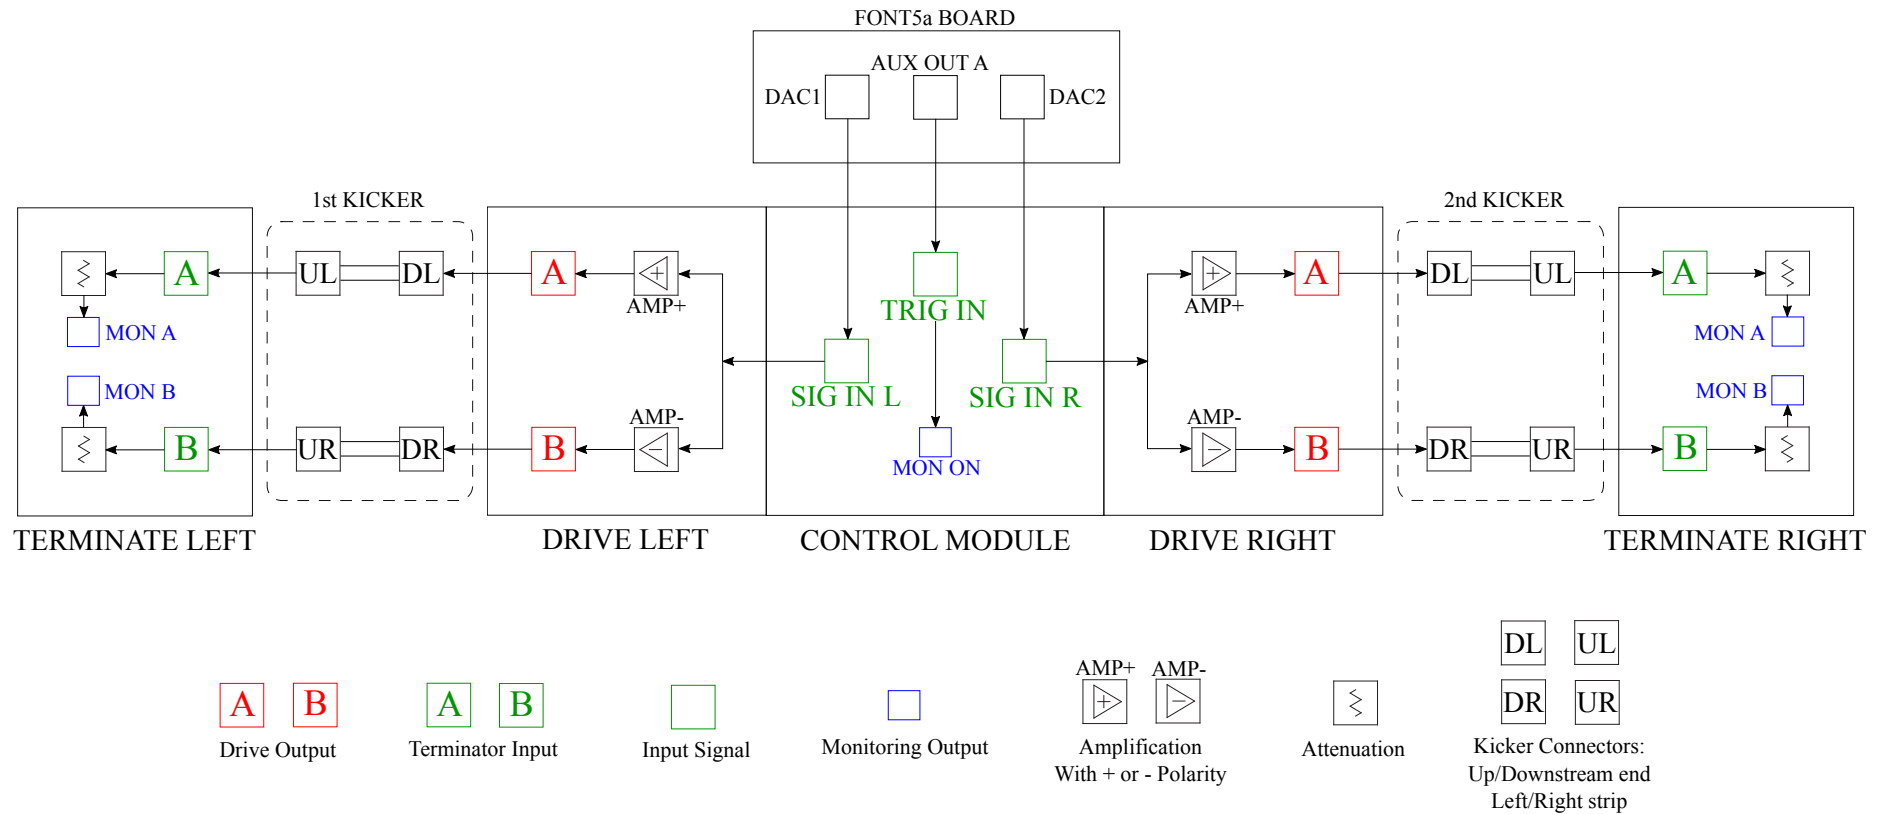 FONT5a BOARD
AUX OUT A
DAC1
DAC2
1st KICKER
2nd KICKER
A
UL
DL
A
AMP+
MON A
TRIG IN
AMP+
A
DL
UL
A
MON A
MON B
SIG IN L
SIG IN R
MON B
B
UR
DR
B
AMP-
MON ON
AMP-
B
DR
UR
B
TERMINATE LEFT
DRIVE LEFT
CONTROL MODULE
DRIVE RIGHT
TERMINATE RIGHT
A B
Drive Output
A B
Terminator Input
Input Signal
Monitoring Output
AMP+ AMP-
Amplification
With + or - Polarity
Attenuation
DL UL
DR UR
Kicker Connectors:
Up/Downstream end
Left/Right strip